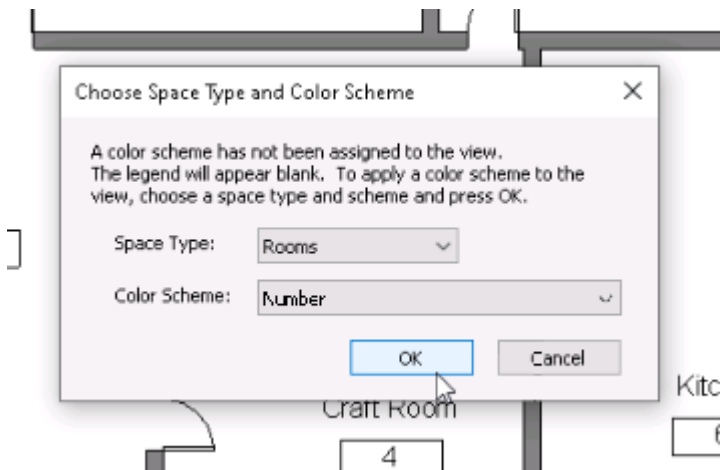 Choose Space Type and Color Scheme
A color scheme has not been assigned to the view.
The legend will appear blank. To apply a color scheme to the
view, choose a space type and scheme and press OK.
Space Type: Rooms
Color Scheme: Number
OK Cancel
Kitc
Craft Room
4
6